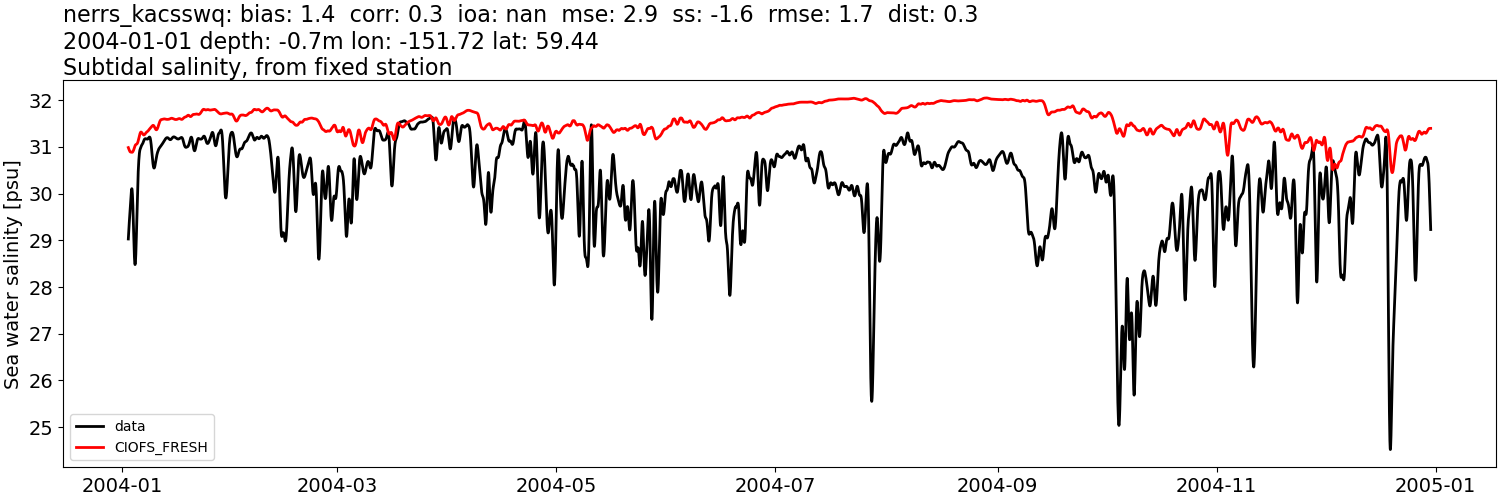 nerrs_kacsswq: bias: 1.4  corr: 0.3  ioa: nan  mse: 2.9  ss: -1.6  rmse: 1.7  dist: 0.3
2004-01-01 depth: -0.7m lon: -151.72 lat: 59.44
Subtidal salinity, from fixed station
Sea water salinity [psu]
32
31
30
29
28
27
26
25
data
CIOFS_FRESH
2004-01
2004-03
2004-05
2004-07
2004-09
2004-11
2005-01